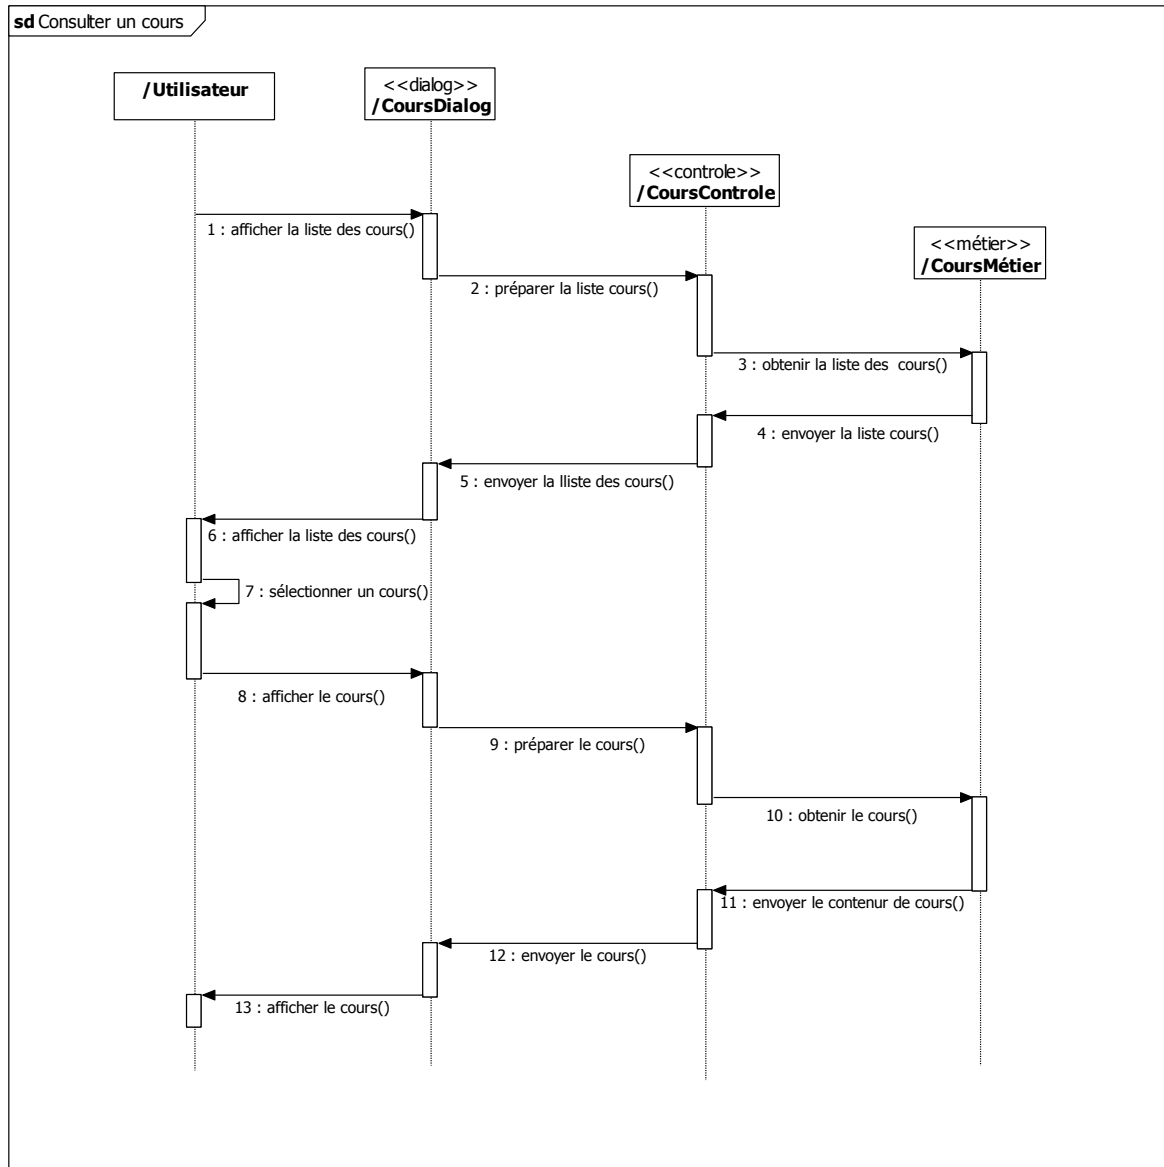 sd Consulter un cours
/Utilisateur
<<dialog>>
/CoursDialog
<<controle>>
/CoursControle
<<métier>>
/CoursMétier
1 : afficher la liste des cours()
2 : préparer la liste cours()
3 : obtenir la liste des  cours()
4 : envoyer la liste cours()
5 : envoyer la lliste des cours()
6 : afficher la liste des cours()
7 : sélectionner un cours()
8 : afficher le cours()
9 : préparer le cours()
10 : obtenir le cours()
11 : envoyer le contenur de cours()
12 : envoyer le cours()
13 : afficher le cours()